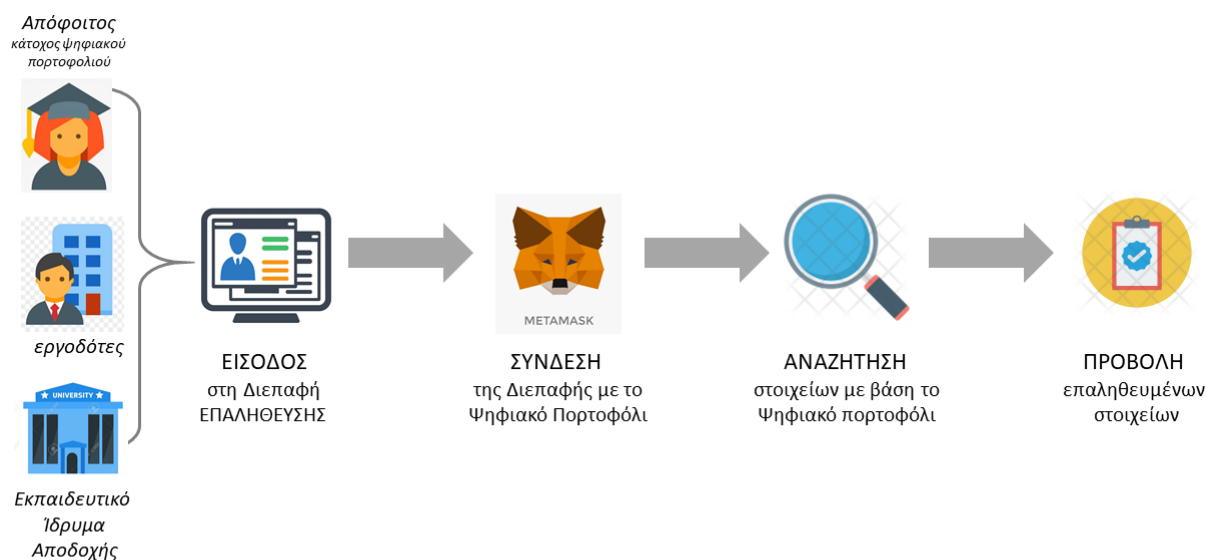 Απόφοιτος
κάτοχος ψηφιακού
πορτοφολιού
εργοδότες
UNIVERSITY
Εκπαιδευτικό
Ίδρυμα
Αποδοχής
ΕΙΣΟΔΟΣ
στη Διεπαφή
ΕΠΑΛΗΘΕΥΣΗΣ
METAMASK
ΣΥΝΔΕΣΗ
της Διεπαφής με το
Ψηφιακό Πορτοφόλι
ΑΝΑΖΗΤΗΣΗ
στοιχείων με βάση το
Ψηφιακό πορτοφόλι
ΠΡΟΒΟΛΗ
επαληθευμένων
στοιχείων